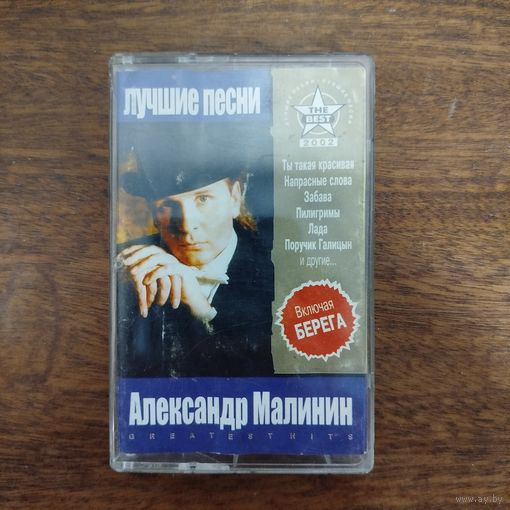 лучшие песни
THE
BEST
2002
Ты такая красивая
Напрасные слова
Забава
Пилигримы
Лада
Поручик Галицын
и другие...
Включая
БЕРЕГА
Александр Малинин
GREATEST HITS
www.ay.by